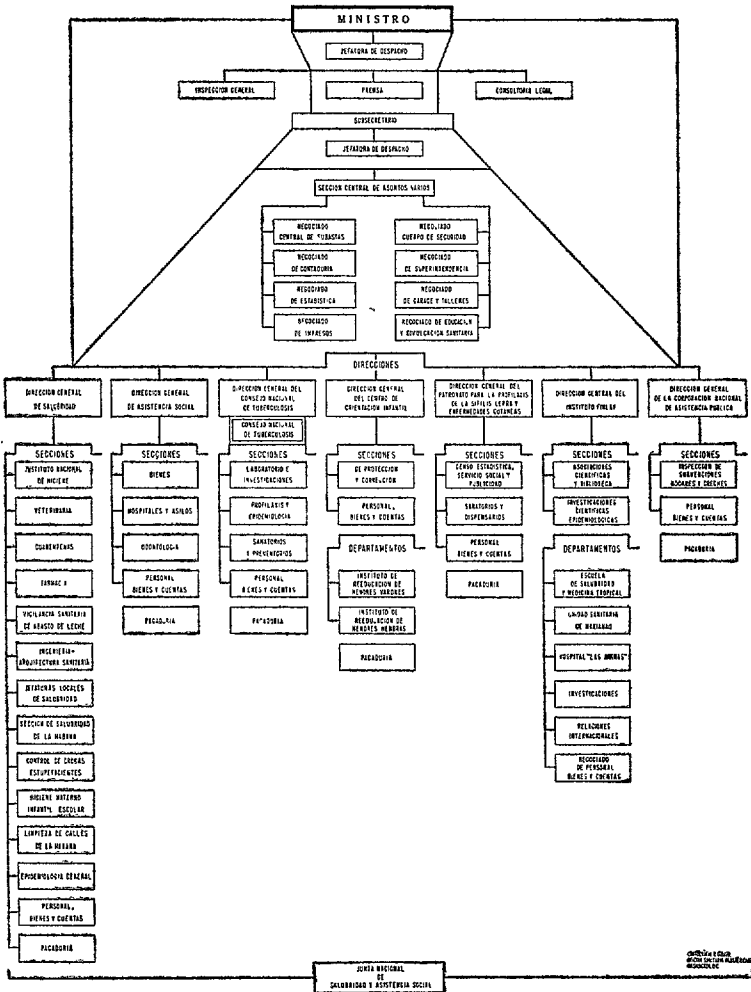 MINISTRO
JEFATURA DE DESPACHO
INSPECCION GENERAL
PRENSA
CONSULTORIA LEGAL
SUBSECRETARIO
JEFATURA DE DESPACHO
SECCION CENTRAL DE ASUNTOS VARIOS
NEGOCIADO
CENTRAL DE SUBASTAS
NEGOCIADO
DE CONTADURIA
NEGOCIADO
DE ESTADISTICA
NEGOCIADO
DE IMPRESOS
NEGOCIADO
CUERPO DE SEGURIDAD
NEGOCIADO
DE SUPERINTENDENCIA
NEGOCIADO
DE GARAGE Y TALLERES
NEGOCIADO DE EDUCACION
Y DIVULGACION SANITARIA
DIRECCIONES
DIRECCION GENERAL
DE SALUBRIDAD
SECCIONES
INSTITUTO NACIONAL
DE HIGIENE
VETERINARIA
CUARENTENAS
FARMACIA
VIGILANCIA SANITARIA
DE ABASTO DE LECHE
INGENIERIA-
ARQUITECTURA SANITARIA
JEFATURAS LOCALES
DE SALUBRIDAD
SECCION DE SALUBRIDAD
DE LA HABANA
CONTROL DE DROGAS
ESTUPEFACIENTES
HIGIENE MATERNO
INFANTIL ESCOLAR
LIMPIEZA DE CALLES
DE LA HABANA
EPIDEMIOLOGIA GENERAL
PERSONAL,
BIENES Y CUENTAS
PAGADURIA
DIRECCION GENERAL
DE ASISTENCIA SOCIAL
SECCIONES
BIENES
HOSPITALES Y ASILOS
ODONTOLOGIA
PERSONAL
BIENES Y CUENTAS
PAGADURIA
DIRECCION GENERAL DEL
CONSEJO NACIONAL
DE TUBERCULOSIS
CONSEJO NACIONAL
DE TUBERCULOSIS
SECCIONES
LABORATORIO E
INVESTIGACIONES
PROFILAXIS Y
EPIDEMIOLOGIA
SANATORIOS
Y PREVENTORIOS
PERSONAL
BIENES Y CUENTAS
PAGADURIA
DIRECCION GENERAL
DEL CENTRO DE
ORIENTACION INFANTIL
SECCIONES
DE PROTECCION
Y CORRECCION
PERSONAL,
BIENES Y CUENTAS
DEPARTAMENTOS
INSTITUTO DE
REEDUCACION DE
MENORES VARONES
INSTITUTO DE
REEDUCACION DE
MENORES HEMBRAS
PAGADURIA
DIRECCION GENERAL DEL
PATRONATO PARA LA PROFILAXIS
DE LA SIFILIS LEPRA Y
ENFERMEDADES CUTANEAS
SECCIONES
CENSO ESTADISTICA,
SERVICIO SOCIAL Y
PUBLICIDAD
SANATORIOS Y
DISPENSARIOS
PERSONAL
BIENES Y CUENTAS
PAGADURIA
DIRECCION CENTRAL DEL
INSTITUTO FINLAY
SECCIONES
ASOCIACIONES
CIENTIFICAS
Y BIBLIOTECA
INVESTIGACIONES
CIENTIFICAS
EPIDEMIOLOGICAS
DEPARTAMENTOS
ESCUELA
DE SALUBRIDAD
Y MEDICINA TROPICAL
UNIDAD SANITARIA
DE MARIANAO
HOSPITAL "LAS ANIMAS"
INVESTIGACIONES
RELACIONES
INTERNACIONALES
NEGOCIADO
DE PERSONAL
BIENES Y CUENTAS
DIRECCION GENERAL
DE LA CORPORACION NACIONAL
DE ASISTENCIA PUBLICA
SECCIONES
INSPECCION DE
SUBVENCIONES
HOGARES E CRECHES
PERSONAL
BIENES Y CUENTAS
PAGADURIA
JUNTA NACIONAL
DE
SALUBRIDAD Y ASISTENCIA SOCIAL